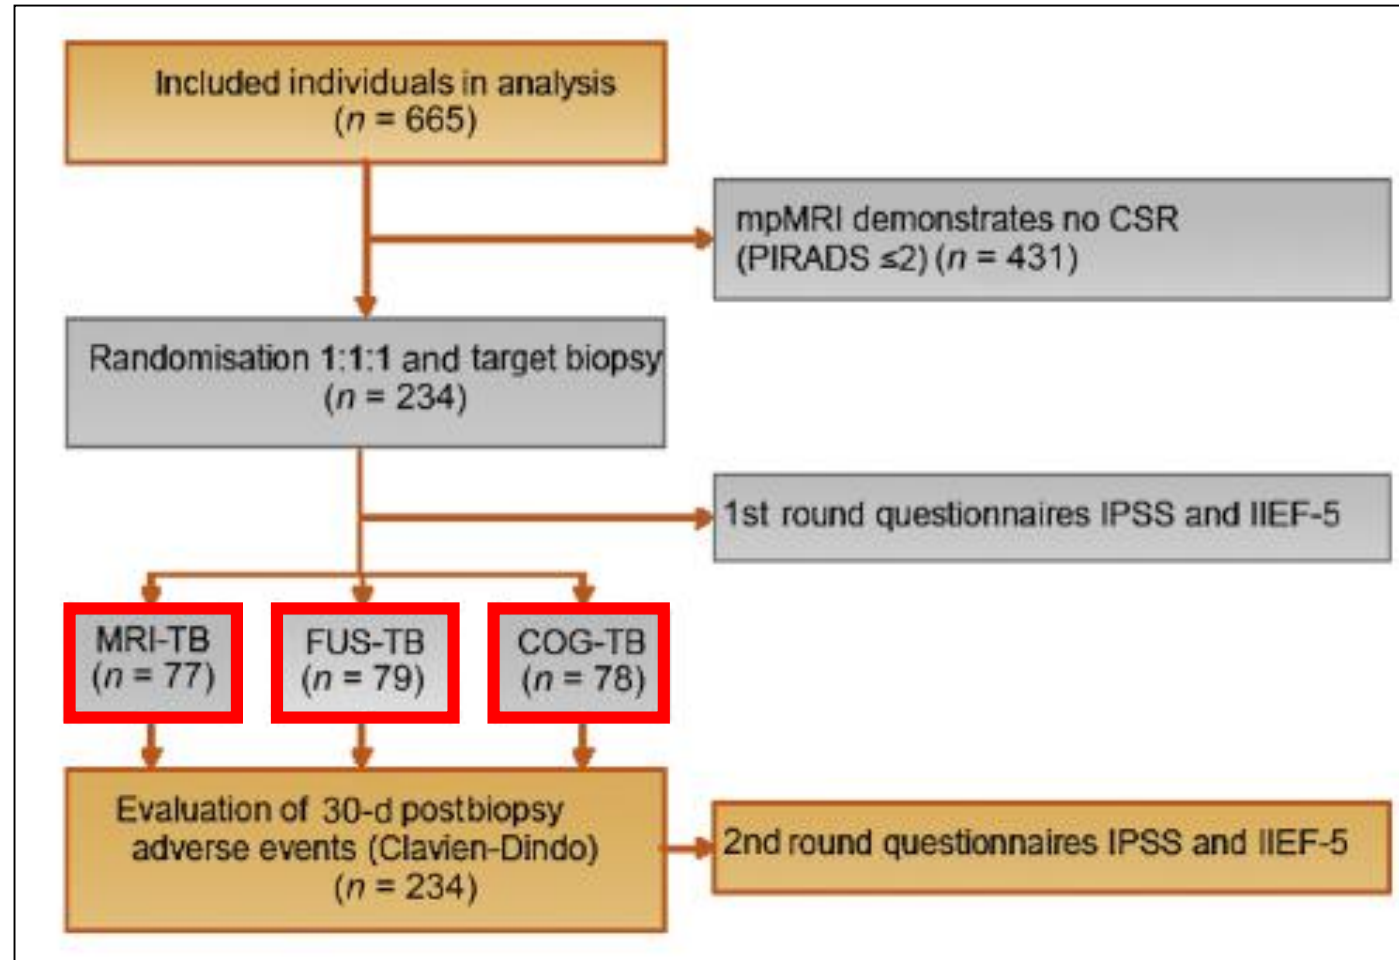 Included individuals in analysis
(n = 665)
mpMRI demonstrates no CSR
(PIRADS ≤2) (n = 431)
Randomisation 1:1:1 and target biopsy
(n = 234)
1st round questionnaires IPSS and IIEF-5
MRI-TB
(n = 77)
FUS-TB
(n = 79)
COG-TB
(n = 78)
Evaluation of 30-d postbiopsy
adverse events (Clavien-Dindo)
(n = 234)
2nd round questionnaires IPSS and IIEF-5